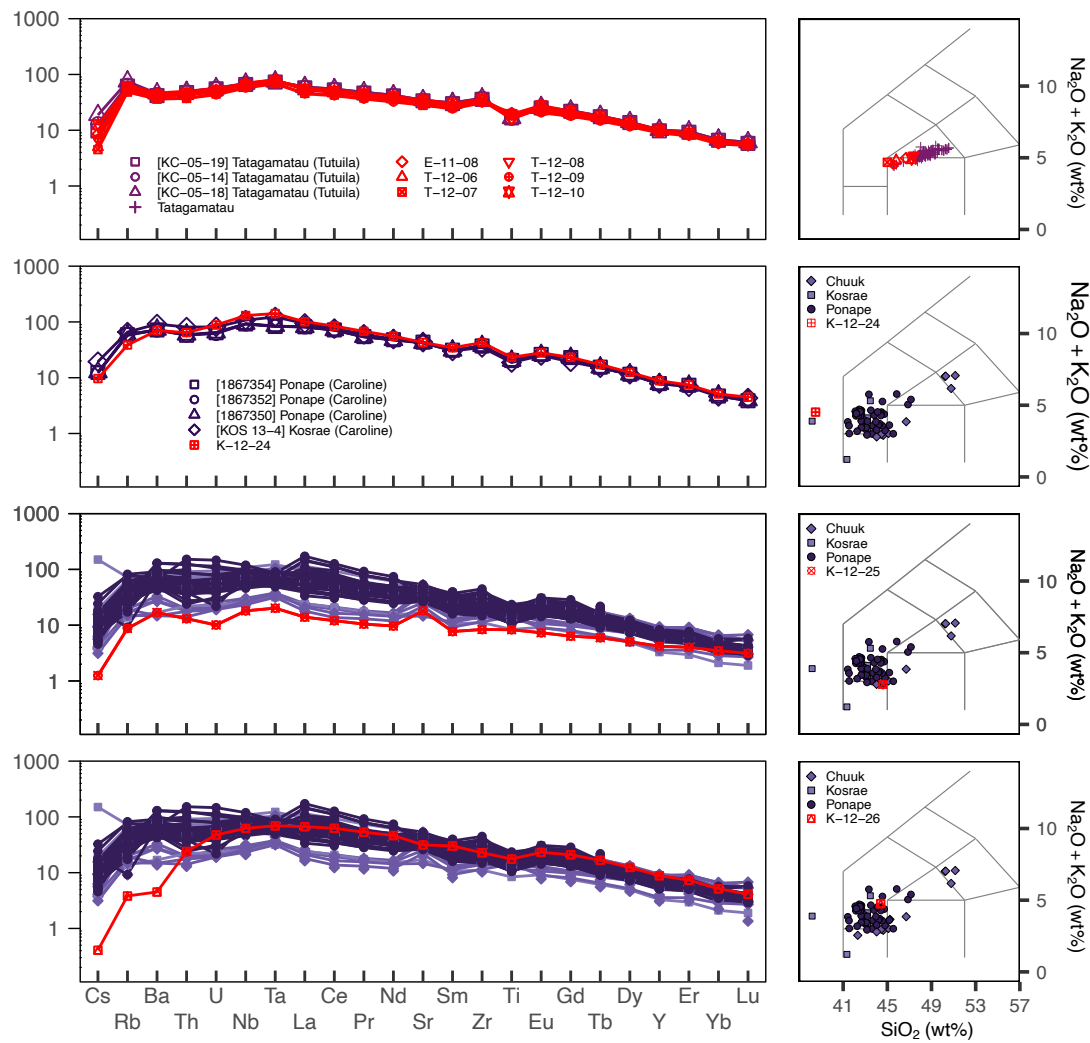 1000
100
10
1
[KC−05−19] Tatagamatau (Tutuila)
[KC−05−14] Tatagamatau (Tutuila)
[KC−05−18] Tatagamatau (Tutuila)
Tatagamatau
E−11−08
T−12−06
T−12−07
T−12−08
T−12−09
T−12−10
10
5
0
Na2O + K2O (wt%)
1000
100
10
1
[1867354] Ponape (Caroline)
[1867352] Ponape (Caroline)
[1867350] Ponape (Caroline)
[KOS 13−4] Kosrae (Caroline)
K−12−24
Chuuk
Kosrae
Ponape
K−12−24
10
5
0
Na2O + K2O (wt%)
1000
100
10
1
Chuuk
Kosrae
Ponape
K−12−25
10
5
0
Na2O + K2O (wt%)
1000
100
10
1
Chuuk
Kosrae
Ponape
K−12−26
10
5
0
Na2O + K2O (wt%)
Cs Ba U Ta Ce Nd Sm Ti Gd Dy Er Lu
Rb Th Nb La Pr Sr Zr Eu Tb Y Yb
41 45 49 53 57
SiO2 (wt%)